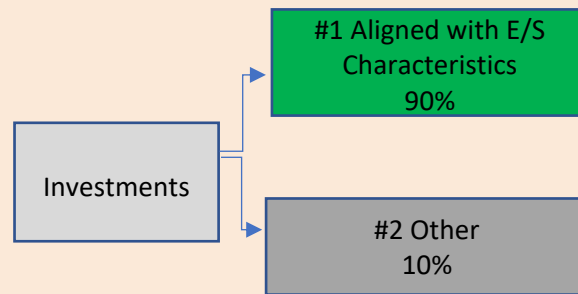 #1 Aligned with E/S
Characteristics
90%
Investments
#2 Other
10%